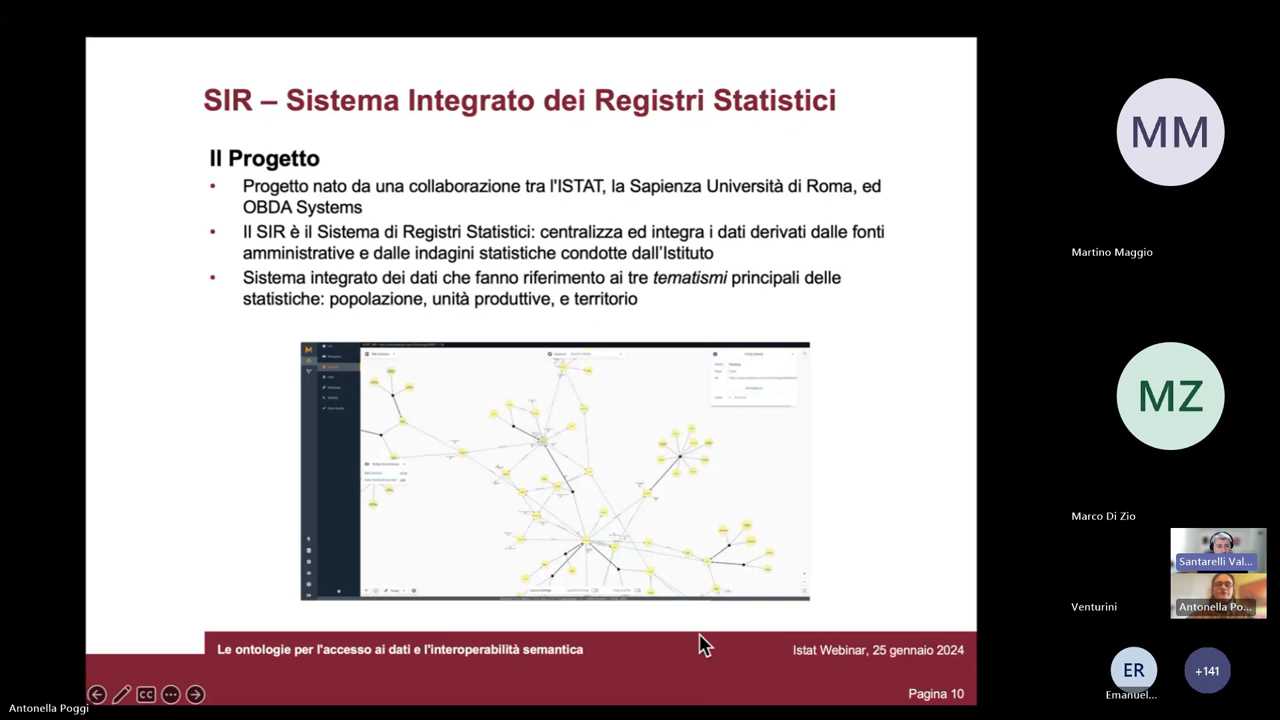 SIR – Sistema Integrato dei Registri Statistici
Il Progetto
• Progetto nato da una collaborazione tra l'ISTAT, la Sapienza Università di Roma, ed
OBDA Systems
• Il SIR è il Sistema di Registri Statistici: centralizza ed integra i dati derivati dalle fonti
amministrative e dalle indagini statistiche condotte dall'Istituto
• Sistema integrato dei dati che fanno riferimento ai tre tematismi principali delle
statistiche: popolazione, unità produttive, e territorio
Le ontologie per l'accesso ai dati e l'interoperabilità semantica
Istat Webinar, 25 gennaio 2024
Pagina 10
CC
Antonella Poggi
MM
Martino Maggio
MZ
Marco Di Zio
Santarelli Val...
Venturini
Antonella Po...
ER
+141
Emanuel...